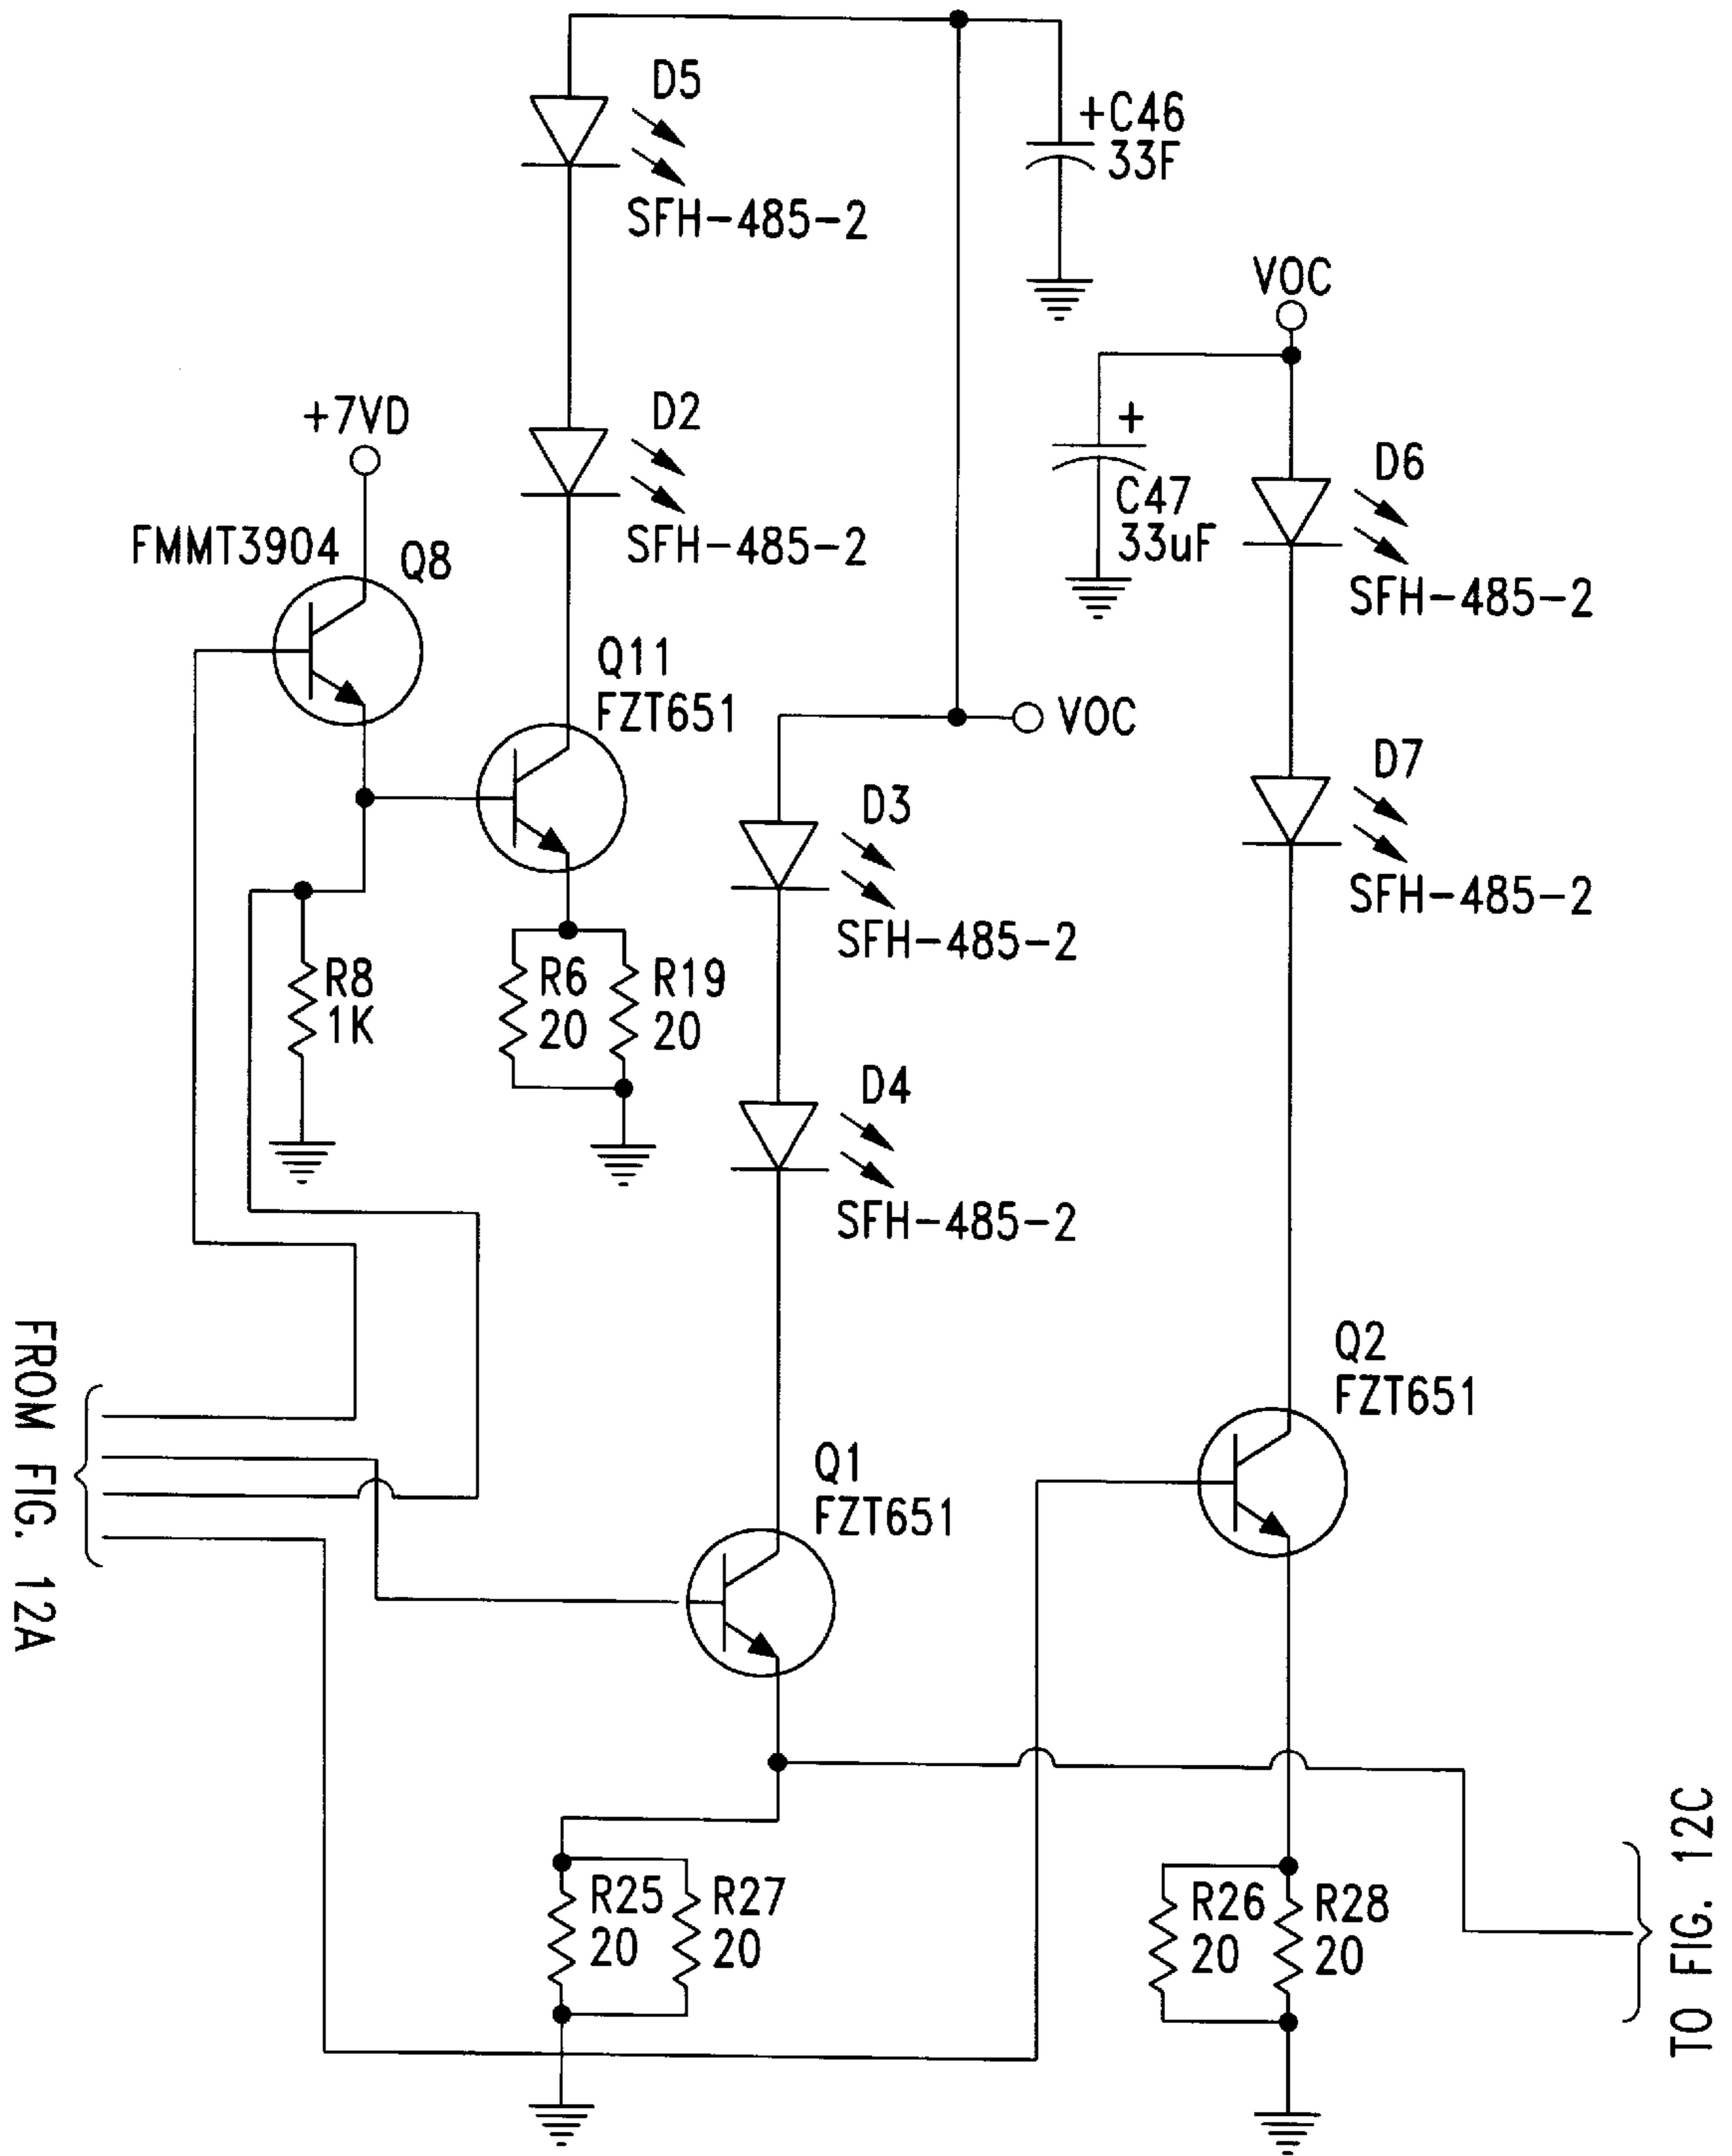 D5
SFH-485-2
+C46
33F
VOC
D2
SFH-485-2
+7VD
+
C47
33uF
D6
SFH-485-2
FMMT3904
Q8
Q11
FZT651
VOC
D7
SFH-485-2
D3
SFH-485-2
R8
1K
R6
20
R19
20
D4
SFH-485-2
Q2
FZT651
Q1
FZT651
FROM FIG. 12A
R25
20
R27
20
R26
20
R28
20
TO FIG. 12C